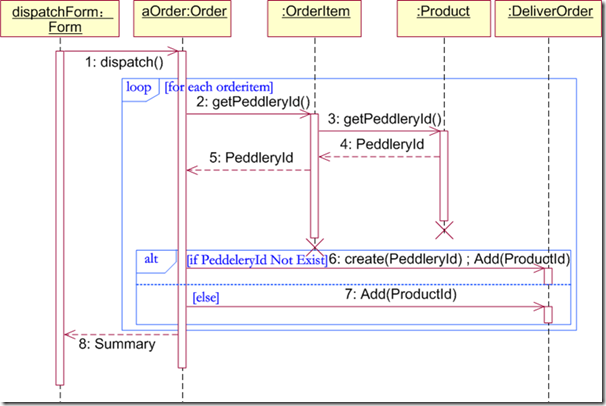 dispatchForm:
Form
aOrder:Order
:OrderItem
:Product
:DeliverOrder
1: dispatch()
loop
[for each orderitem]
2: getPeddleryId()
3: getPeddleryId()
4: PeddleryId
5: PeddleryId
alt
[if PeddeleryId Not Exist]
6: create(PeddleryId) ; Add(ProductId)
7: Add(ProductId)
[else]
8: Summary